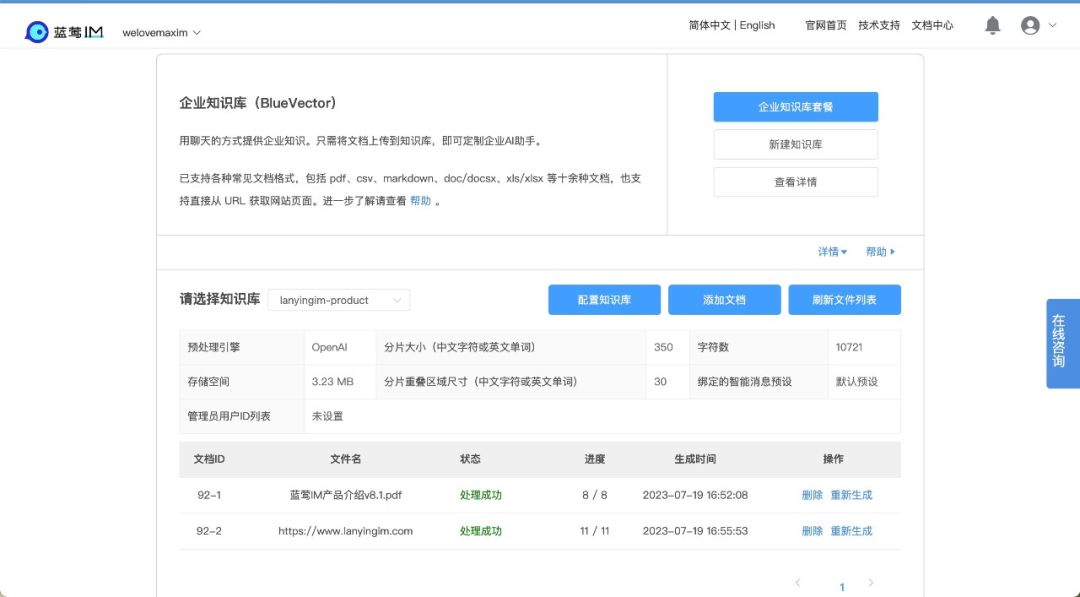 蓝莺IM
welovemaxim
简体中文 | English
官网首页 技术支持 文档中心
企业知识库（BlueVector）
用聊天的方式提供企业知识。只需将文档上传到知识库，即可定制企业AI助手。
已支持各种常见文档格式，包括 pdf、csv、markdown、doc/docsx、xls/xlsx 等十余种文档，也支
持直接从 URL 获取网站页面。进一步了解请查看 帮助 。
企业知识库套餐
新建知识库
查看详情
详情 帮助
请选择知识库 lanyingim-product
配置知识库 添加文档 刷新文件列表
预处理引擎 OpenAI 分片大小（中文字符或英文单词） 350 字符数 10721
存储空间 3.23 MB 分片重叠区域尺寸（中文字符或英文单词） 30 绑定的智能消息预设 默认预设
管理员用户ID列表 未设置
文档ID 文件名 状态 进度 生成时间 操作
92-1 蓝莺IM产品介绍v8.1.pdf 处理成功 8 / 8 2023-07-19 16:52:08 删除 重新生成
92-2 https://www.lanyingim.com 处理成功 11 / 11 2023-07-19 16:55:53 删除 重新生成
1
在线咨询